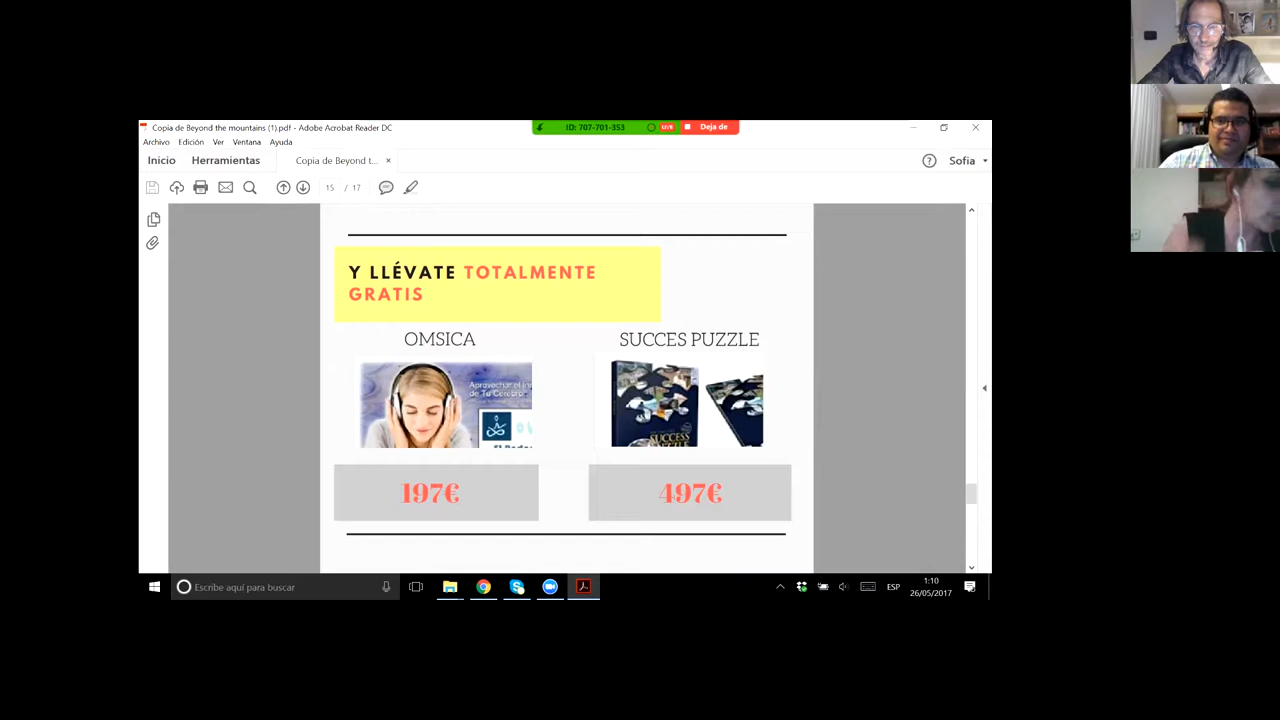 Copia de Beyond the mountains (1).pdf - Adobe Acrobat Reader DC
ID: 707-701-353
LIVE
Deja de
Archivo Edición Ver Ventana Ayuda
Inicio Herramientas Copia de Beyond t... ×
Sofia
15 / 17
Y LLÉVATE TOTALMENTE
GRATIS
OMSICA
SUCCES PUZZLE
Aprovechar el
de Tu Cerebro
SUCCESS
197€
497€
Escribe aquí para buscar
ESP
1:10
26/05/2017